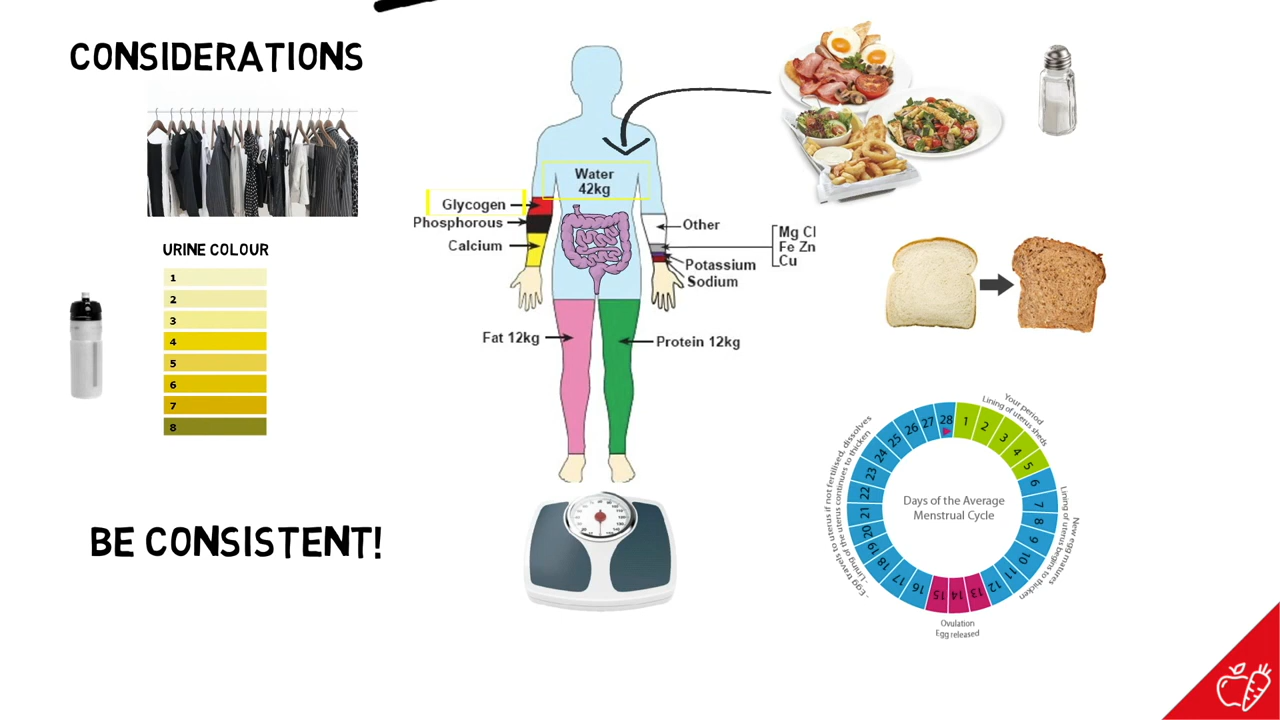 CONSIDERATIONS
URINE COLOUR
1
2
3
4
5
6
7
8
BE CONSISTENT!
Water
42kg
Glycogen
Phosphorous
Calcium
Other
Mg Cl
Fe Zn
Cu
Potassium
Sodium
Fat 12kg
Protein 12kg
Days of the Average
Menstrual Cycle
1
2
3
4
5
6
7
8
9
10
11
12
13
14
15
16
17
18
19
20
21
22
23
24
25
26
27
28
Your period
Lining of uterus sheds
New egg matures
Lining of uterus begins to thicken
Ovulation
Egg released
- Egg travels to uterus if not fertilised, dissolves
- Lining of the uterus continues to thicken